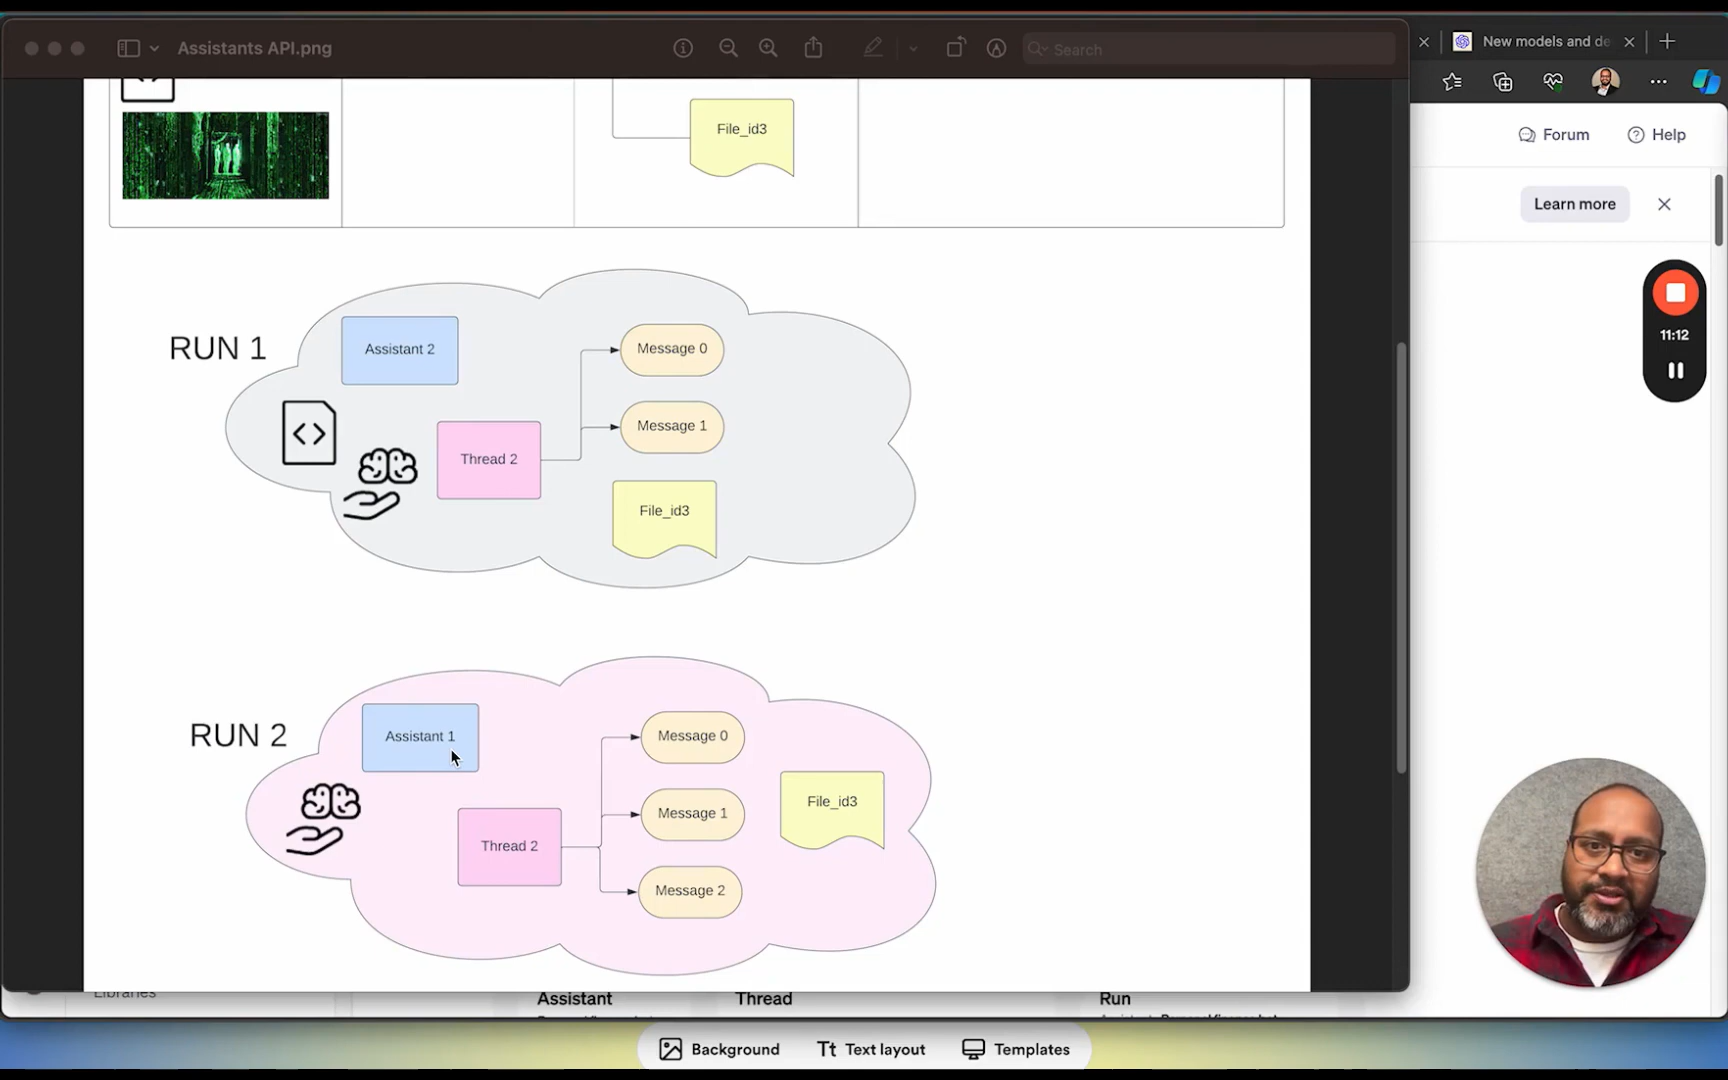 Assistants API.png
Search
New models and de
Forum
Help
Learn more
11:12
File_id3
RUN 1
Assistant 2
Message 0
Message 1
Thread 2
File_id3
RUN 2
Assistant 1
Message 0
File_id3
Message 1
Thread 2
Message 2
Libraries
Assistant
Thread
Run
Background
Tt Text layout
Templates